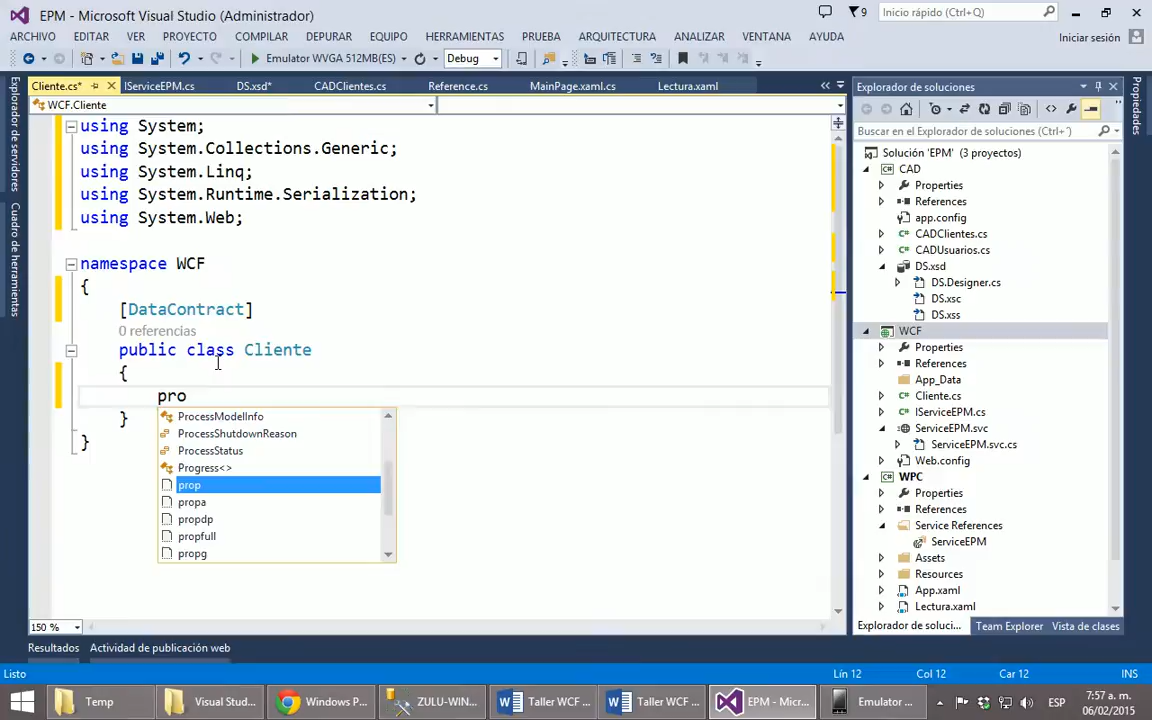 EPM - Microsoft Visual Studio (Administrador)
9
Inicio rápido (Ctrl+Q)
ARCHIVO EDITAR VER PROYECTO COMPILAR DEPURAR EQUIPO HERRAMIENTAS PRUEBA ARQUITECTURA ANALIZAR VENTANA AYUDA
Iniciar sesión
Emulator WVGA 512MB(ES)
Debug
Explorador de servidores
Cuadro de herramientas
Cliente.cs*
IServiceEPM.cs
DS.xsd*
CADClientes.cs
Reference.cs
MainPage.xaml.cs
Lectura.xaml
WCF.Cliente
using System;
using System.Collections.Generic;
using System.Linq;
using System.Runtime.Serialization;
using System.Web;
namespace WCF
{
[DataContract]
0 referencias
public class Cliente
{
pro
}
}
ProcessModelInfo
ProcessShutdownReason
ProcessStatus
Progress<>
prop
propa
propdp
propfull
propg
150 %
Explorador de soluciones
Buscar en el Explorador de soluciones (Ctrl+')
Solución 'EPM' (3 proyectos)
CAD
Properties
References
app.config
CADClientes.cs
CADUsuarios.cs
DS.xsd
DS.Designer.cs
DS.xsc
DS.xss
WCF
Properties
References
App_Data
Cliente.cs
IServiceEPM.cs
ServiceEPM.svc
ServiceEPM.svc.cs
Web.config
WPC
Properties
References
Service References
ServiceEPM
Assets
Resources
App.xaml
Lectura.xaml
Explorador de soluci...
Team Explorer
Vista de clases
Propiedades
Resultados
Actividad de publicación web
Listo
Lín 12
Col 12
Car 12
INS
Temp
Visual Stud...
Windows P...
ZULU-WIN...
Taller WCF ...
Taller WCF ...
EPM - Micr...
Emulator ...
ESP
7:57 a. m.
06/02/2015